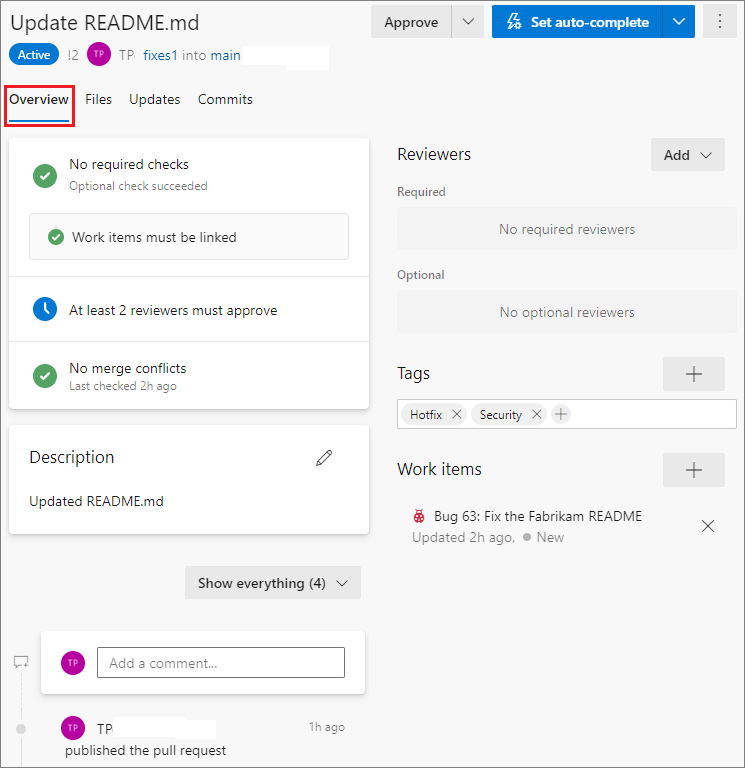 Update README.md
Approve
Set auto-complete
Active !2 TP TP fixes1 into main
Overview Files Updates Commits
No required checks
Optional check succeeded
Work items must be linked
At least 2 reviewers must approve
No merge conflicts
Last checked 2h ago
Description
Updated README.md
Show everything (4)
TP Add a comment...
TP TP 1h ago
published the pull request
Reviewers
Add
Required
No required reviewers
Optional
No optional reviewers
Tags
Hotfix Security
Work items
Bug 63: Fix the Fabrikam README
Updated 2h ago, New